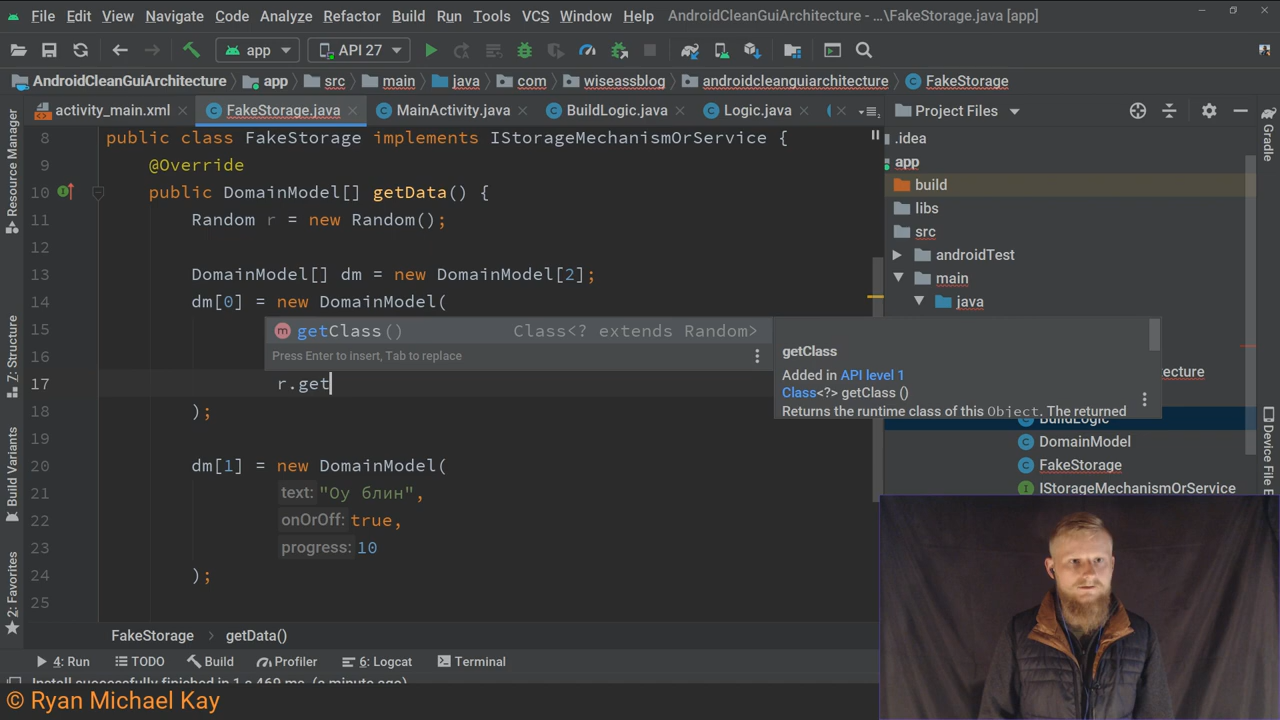 File Edit View Navigate Code Analyze Refactor Build Run Tools VCS Window Help AndroidCleanGuiArchitecture - ...\FakeStorage.java [app]
app API 27
AndroidCleanGuiArchitecture app src main java com wiseassblog androidcleanguiarchitecture FakeStorage
activity_main.xml FakeStorage.java MainActivity.java BuildLogic.java Logic.java Project Files
8 public class FakeStorage implements IStorageMechanismOrService {
9 @Override
10 public DomainModel[] getData() {
11 Random r = new Random();
12
13 DomainModel[] dm = new DomainModel[2];
14 dm[0] = new DomainModel(
15
16
17 r.get
18 );
19
20 dm[1] = new DomainModel(
21 text: "Оу блин",
22 onOrOff: true,
23 progress: 10
24 );
25
getClass() Class<? extends Random>
Press Enter to insert, Tab to replace
getClass
Added in API level 1
Class<?> getClass ()
Returns the runtime class of this Object. The returned
.idea
app
build
libs
src
androidTest
main
java
BuildLogic
DomainModel
FakeStorage
IStorageMechanismOrService
Resource Manager
7: Structure
Build Variants
2: Favorites
Gradle
Device File E
FakeStorage getData()
4: Run TODO Build Profiler 6: Logcat Terminal
Install successfully finished in 1 s 469 ms. (a minute ago)
© Ryan Michael Kay